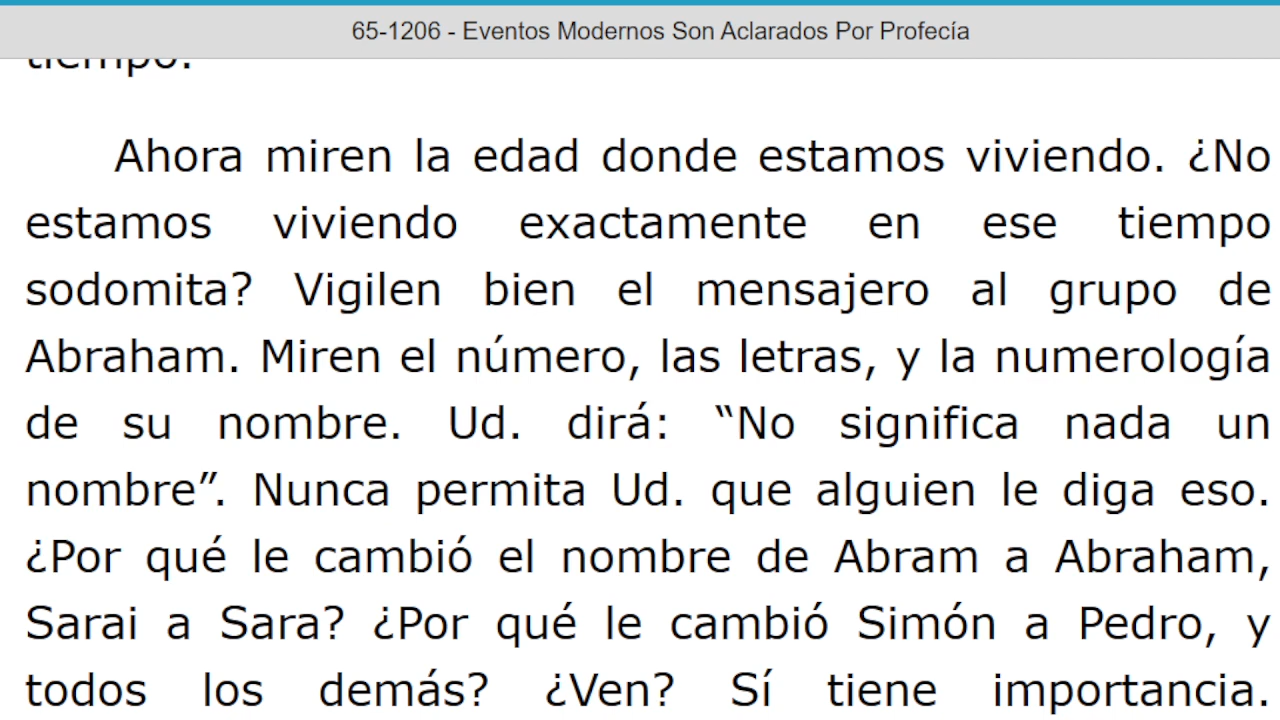 65-1206 - Eventos Modernos Son Aclarados Por Profecía
tiempo.
Ahora miren la edad donde estamos viviendo. ¿No
estamos viviendo exactamente en ese tiempo
sodomita? Vigilen bien el mensajero al grupo de
Abraham. Miren el número, las letras, y la numerología
de su nombre. Ud. dirá: “No significa nada un
nombre”. Nunca permita Ud. que alguien le diga eso.
¿Por qué le cambió el nombre de Abram a Abraham,
Sarai a Sara? ¿Por qué le cambió Simón a Pedro, y
todos los demás? ¿Ven? Sí tiene importancia.